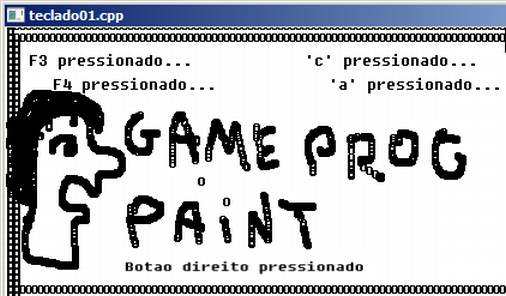 teclado01.cpp
F3 pressionado... 'c' pressionado...
F4 pressionado... 'a' pressionado...
GAME PROG
PAiNT
Botao direito pressionado